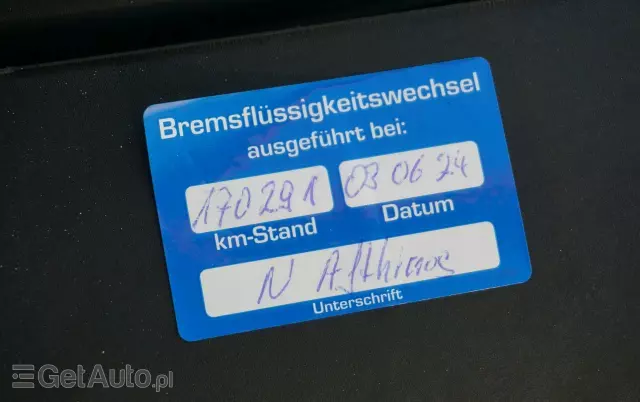 Bremsflüssigkeitswechsel
ausgeführt bei:
170291 03 06 24
km-Stand Datum
N
Unterschrift
GetAuto.pl